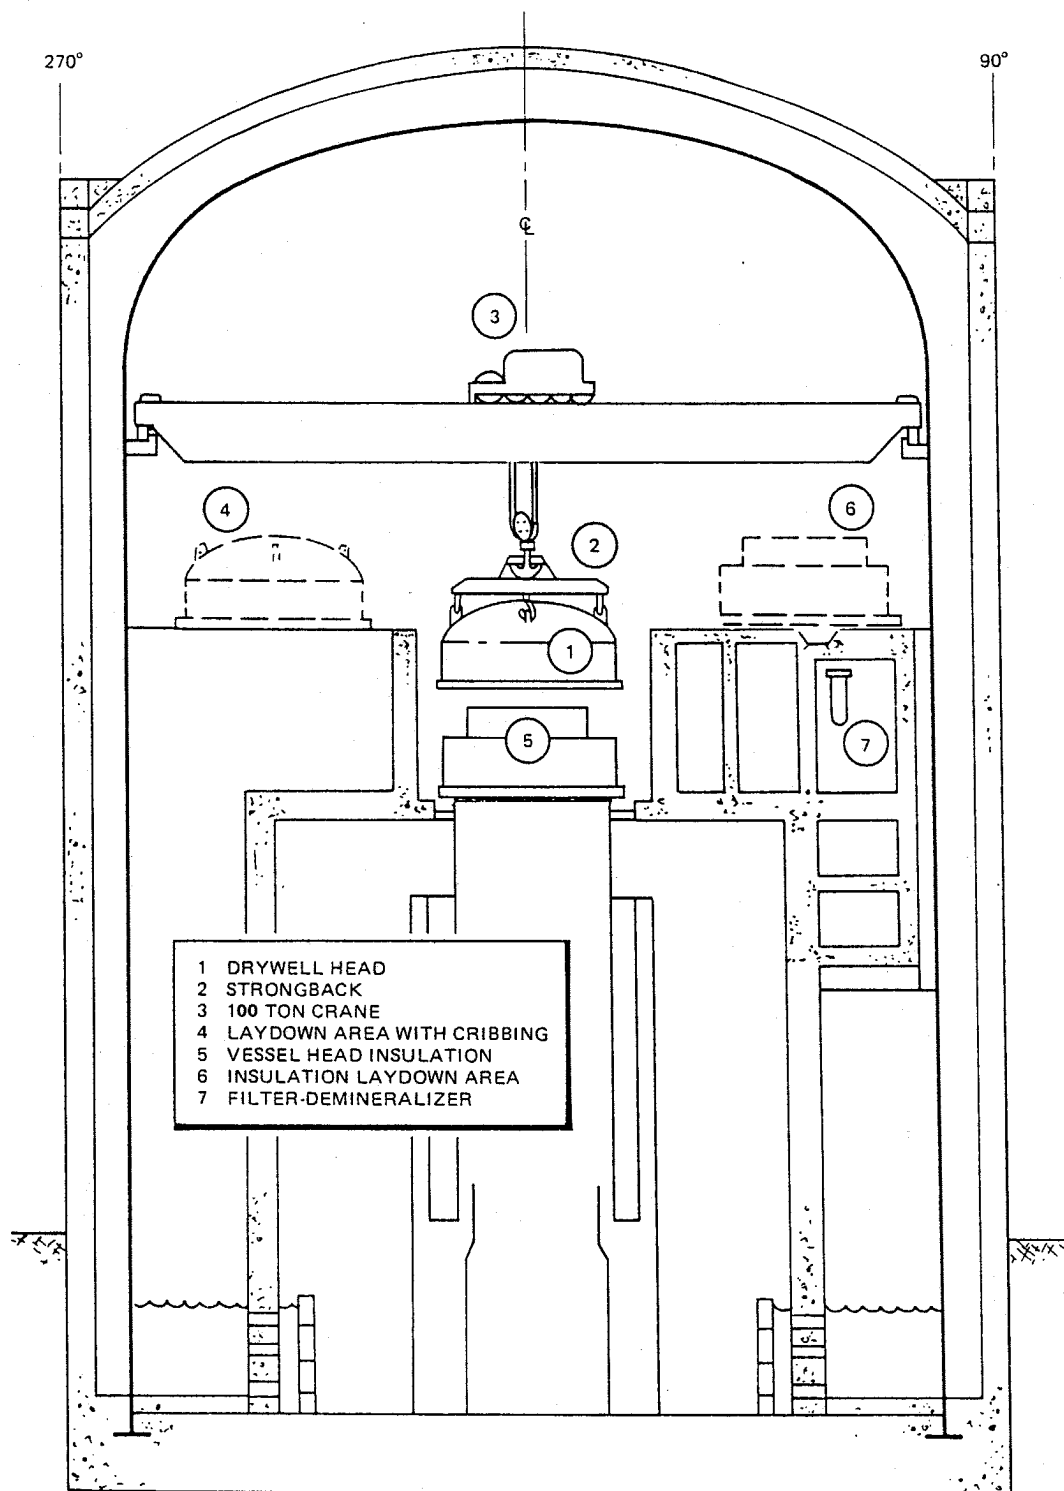 270°
90°
℄
3
4
6
2
1
5
7
1 DRYWELL HEAD
2 STRONGBACK
3 100 TON CRANE
4 LAYDOWN AREA WITH CRIBBING
5 VESSEL HEAD INSULATION
6 INSULATION LAYDOWN AREA
7 FILTER-DEMINERALIZER